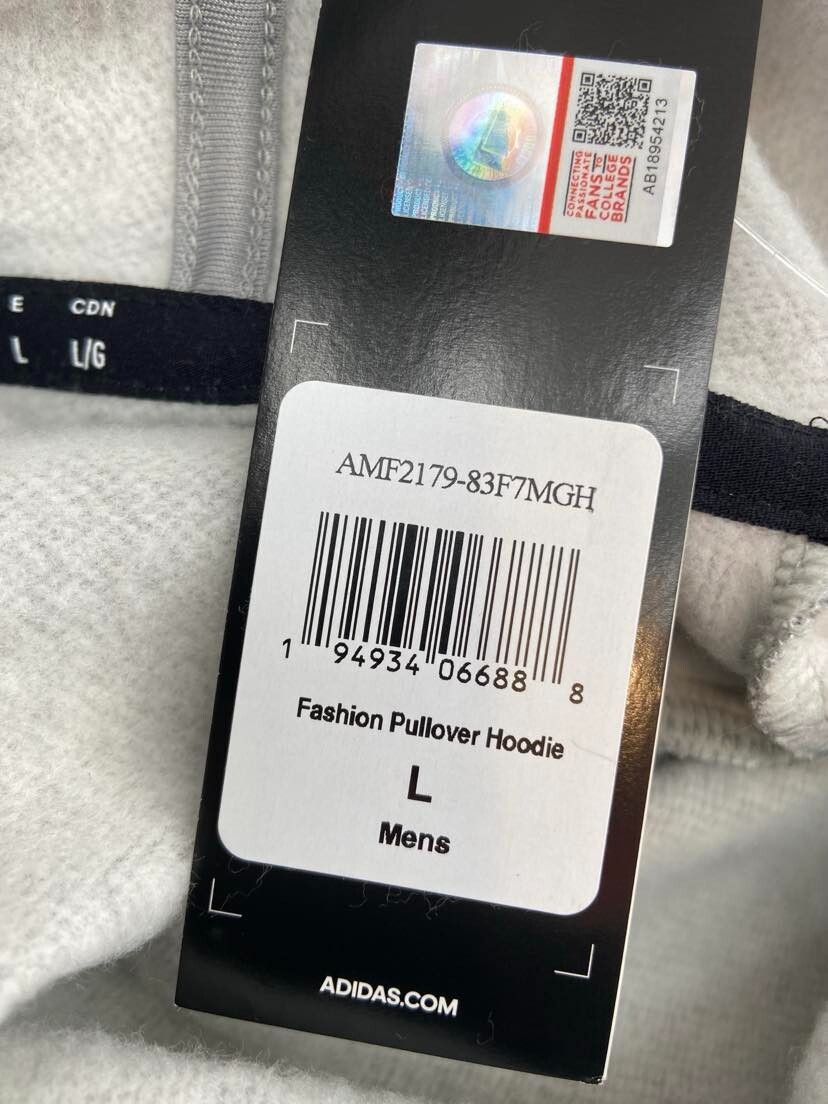 CONNECTING
PASSIONATE
FANS TO
COLLEGE
BRANDS
AB18954213
E CDN
L L/G
AMF2179-83F7MGH
1 94934 06688 8
Fashion Pullover Hoodie
L
Mens
ADIDAS.COM